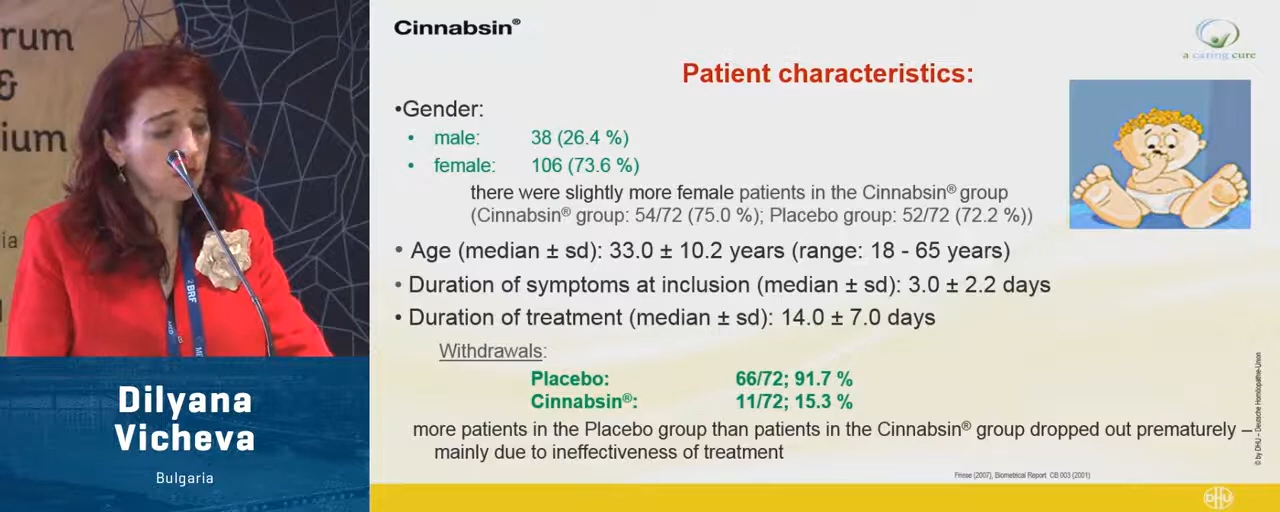 rum
&
ium
ia
BRF
Dilyana
Vicheva
Bulgaria
Cinnabsin®
a caring cure
Patient characteristics:
•Gender:
• male: 38 (26.4 %)
• female: 106 (73.6 %)
there were slightly more female patients in the Cinnabsin® group
(Cinnabsin® group: 54/72 (75.0 %); Placebo group: 52/72 (72.2 %))
• Age (median ± sd): 33.0 ± 10.2 years (range: 18 - 65 years)
• Duration of symptoms at inclusion (median ± sd): 3.0 ± 2.2 days
• Duration of treatment (median ± sd): 14.0 ± 7.0 days
Withdrawals:
Placebo: 66/72; 91.7 %
Cinnabsin®: 11/72; 15.3 %
more patients in the Placebo group than patients in the Cinnabsin® group dropped out prematurely –
mainly due to ineffectiveness of treatment
Friese (2007), Biometrical Report CB 003 (2001)
© by DHU – Deutsche Homöopathie-Union
DHU